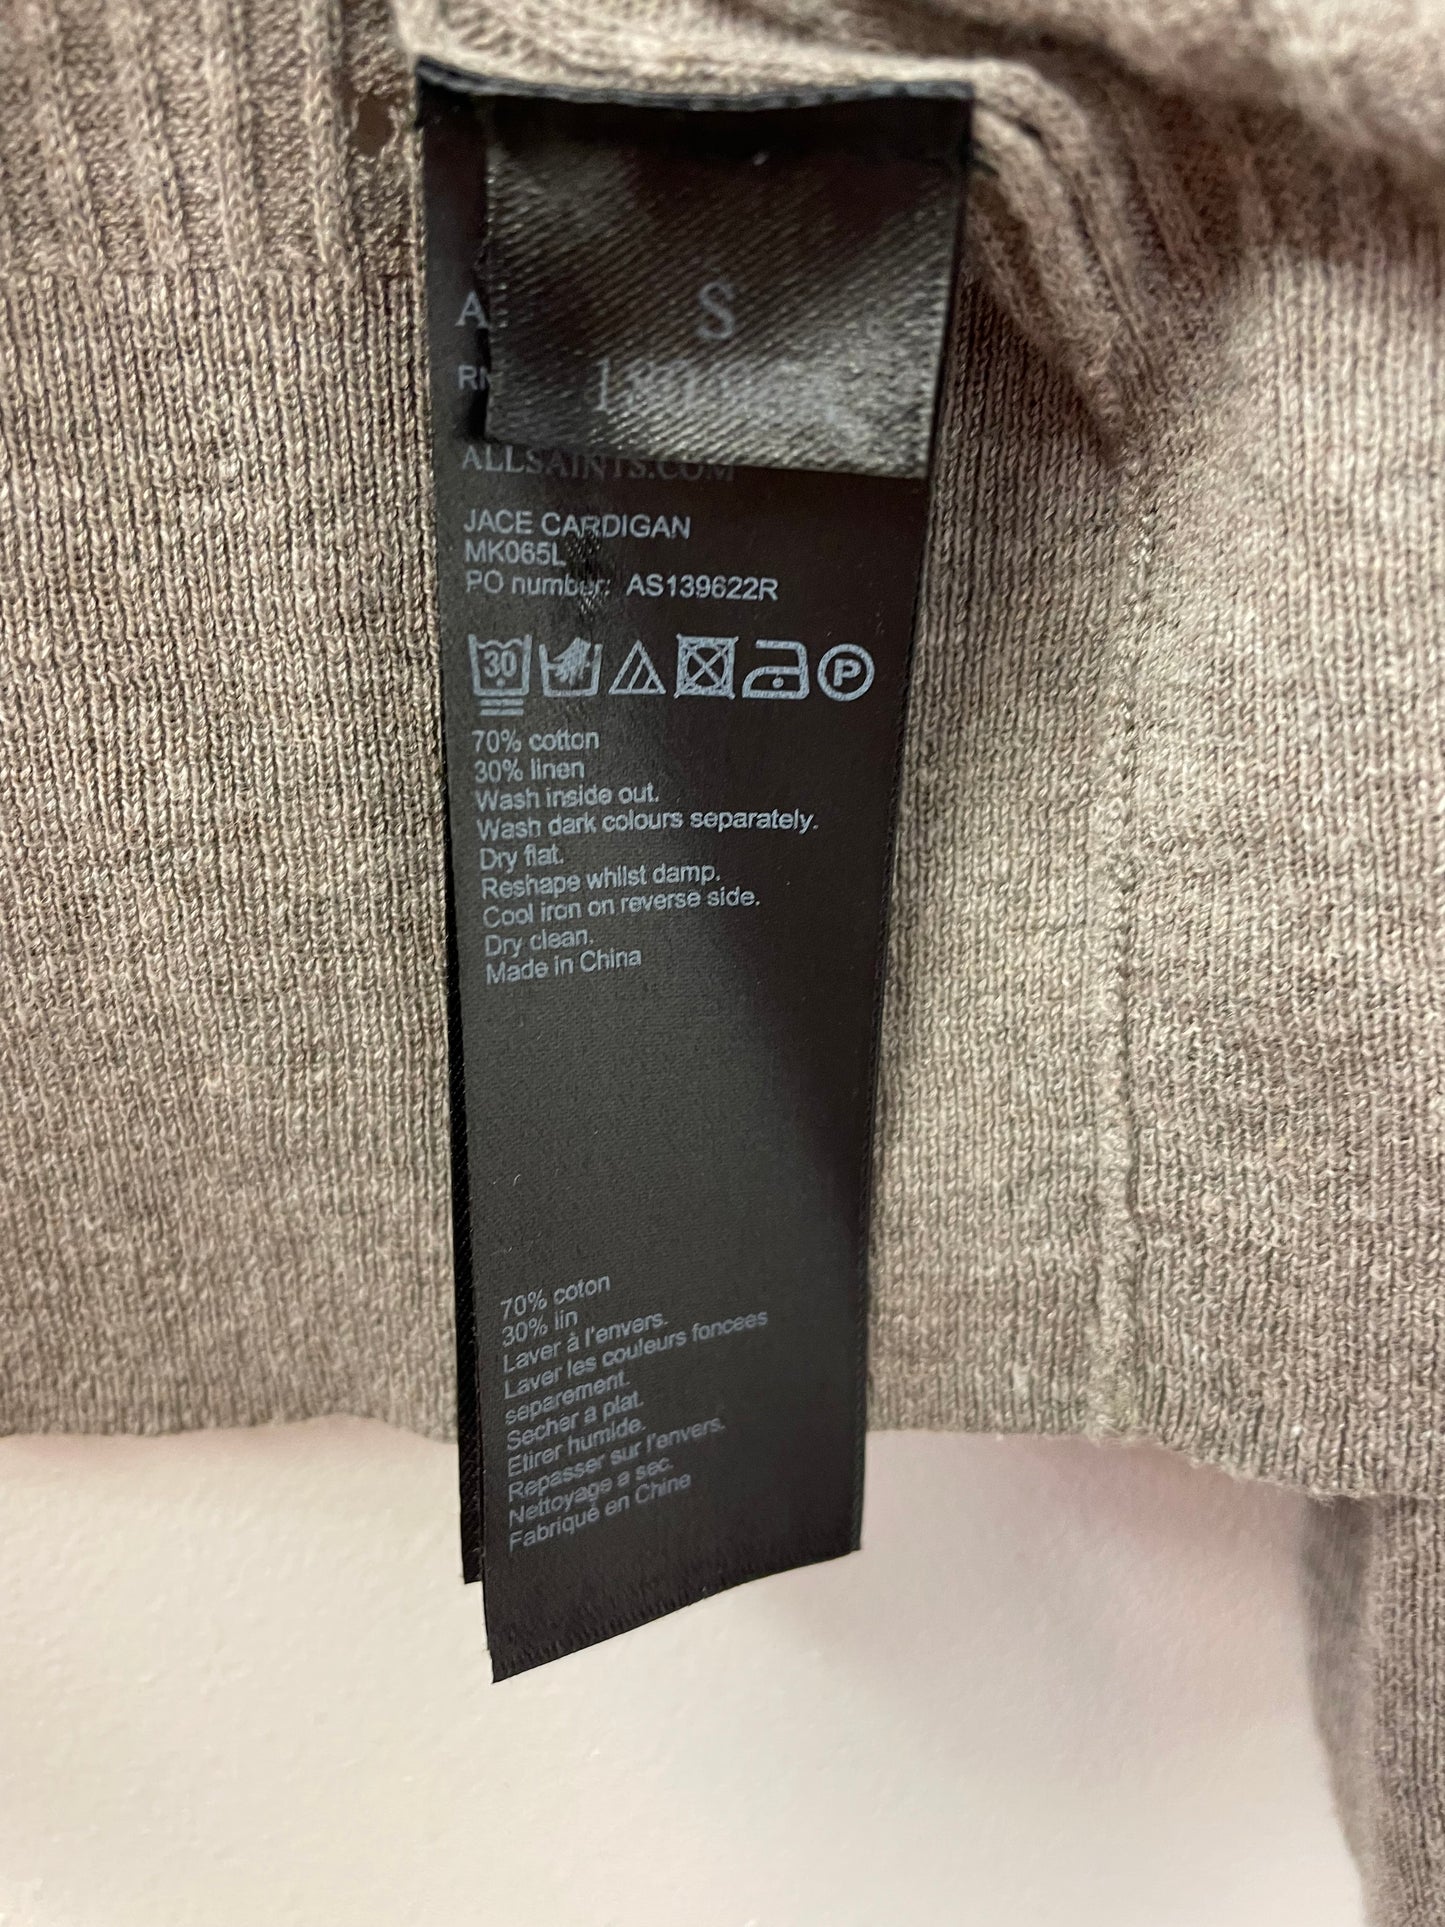 S
ALLSAINTS.COM
JACE CARDIGAN
MK065L
PO number: AS139622R
30 P
70% cotton
30% linen
Wash inside out.
Wash dark colours separately.
Dry flat.
Reshape whilst damp.
Cool iron on reverse side.
Dry clean.
Made in China
70% coton
30% lin
Laver à l'envers.
Laver les couleurs foncees
separement.
Secher a plat.
Etirer humide.
Repasser sur l'envers.
Nettoyage a sec.
Fabriqué en Chine